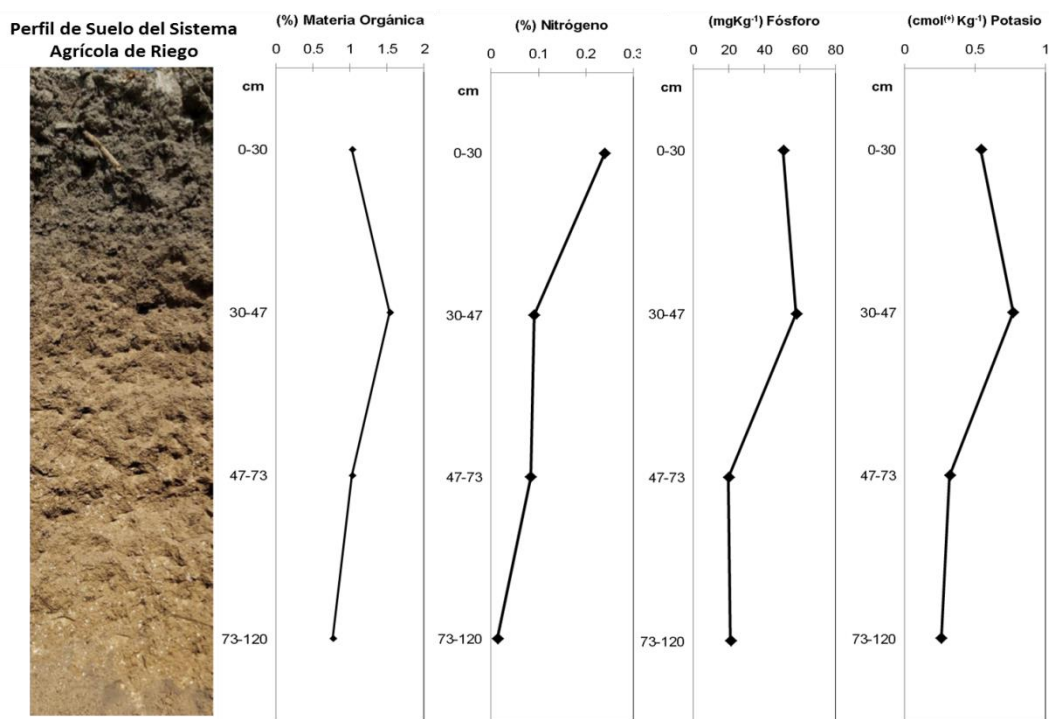 Perfil de Suelo del Sistema
Agrícola de Riego
(%) Materia Orgánica
0 0.5 1 1.5 2
cm
0-30
30-47
47-73
73-120
(%) Nitrógeno
0 0.1 0.2 0.3
cm
0-30
30-47
47-73
73-120
(mgKg⁻¹) Fósforo
0 20 40 60 80
cm
0-30
30-47
47-73
73-120
(cmol⁽⁺⁾ Kg⁻¹) Potasio
0 0.5 1
cm
0-30
30-47
47-73
73-120